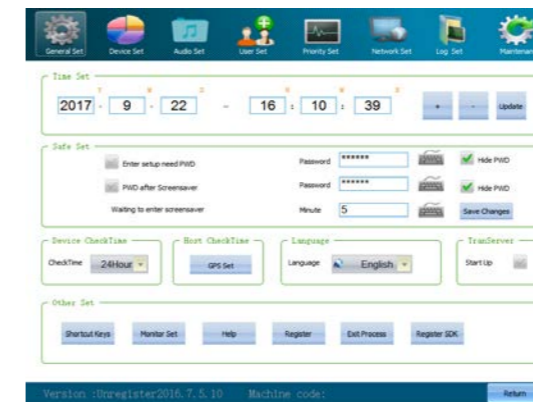 General Set Device Set Audio Set User Set Priority Set Network Set Log Set Maintenan
Time Set
Y M D H M S
2017 - 9 - 22 - 16 : 10 : 39 + - Update
Safe Set
Enter setup need PWD Password ****** Hide PWD
PWD after Screensaver Password ****** Hide PWD
Waiting to enter screensaver Minute 5 Save Changes
Device CheckTime Host CheckTime Language TranServer
CheckTime 24Hour GPS Set Language English Start Up
Other Set
Shortcut Keys Monitor Set Help Register Exit Process Register SDK
Version :Unregister2016.7.5.10 Machine code: Return